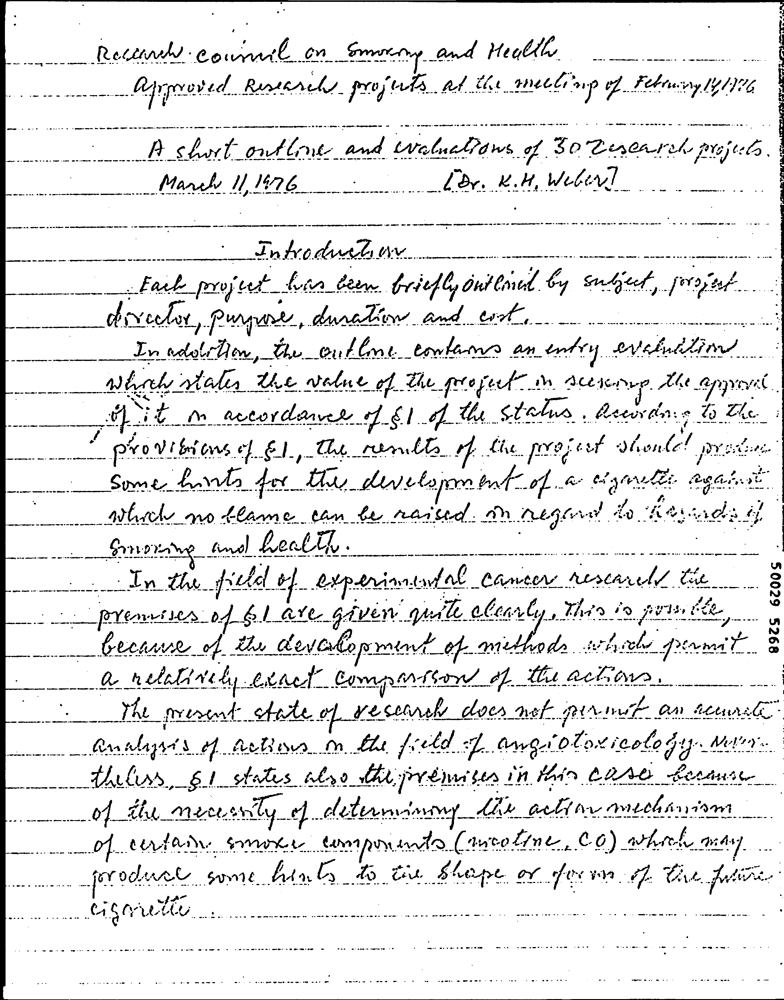 Research council on Smoking and Health
Approved Research projects at the meeting of February 14, 1976
A short outline and evaluations of 30 research projects.
March 11, 1976 [Dr. K.H. Weber]
Introduction
Each project has been briefly outlined by subject, project
director, purpose, duration and cost.
In addition, the outline contains an entry evaluation
which states the value of the project in seeking the approval
of it in accordance of §1 of the Status. According to the
provisions of §1, the results of the project should produce
some hints for the development of a cigarette against
which no blame can be raised in regard to hazards of
smoking and health.
In the field of experimental cancer research the
premises of §1 are given quite clearly. This is possible,
because of the development of methods which permit
a relatively exact comparison of the actions.
The present state of research does not permit an accurate
analysis of actions in the field of angiotoxicology. Never-
theless, §1 states also the premises in this case because
of the necessity of determining the action mechanism
of certain smoke components (nicotine, CO) which may
produce some hints to the shape or form of the future
cigarette.
50029 5268